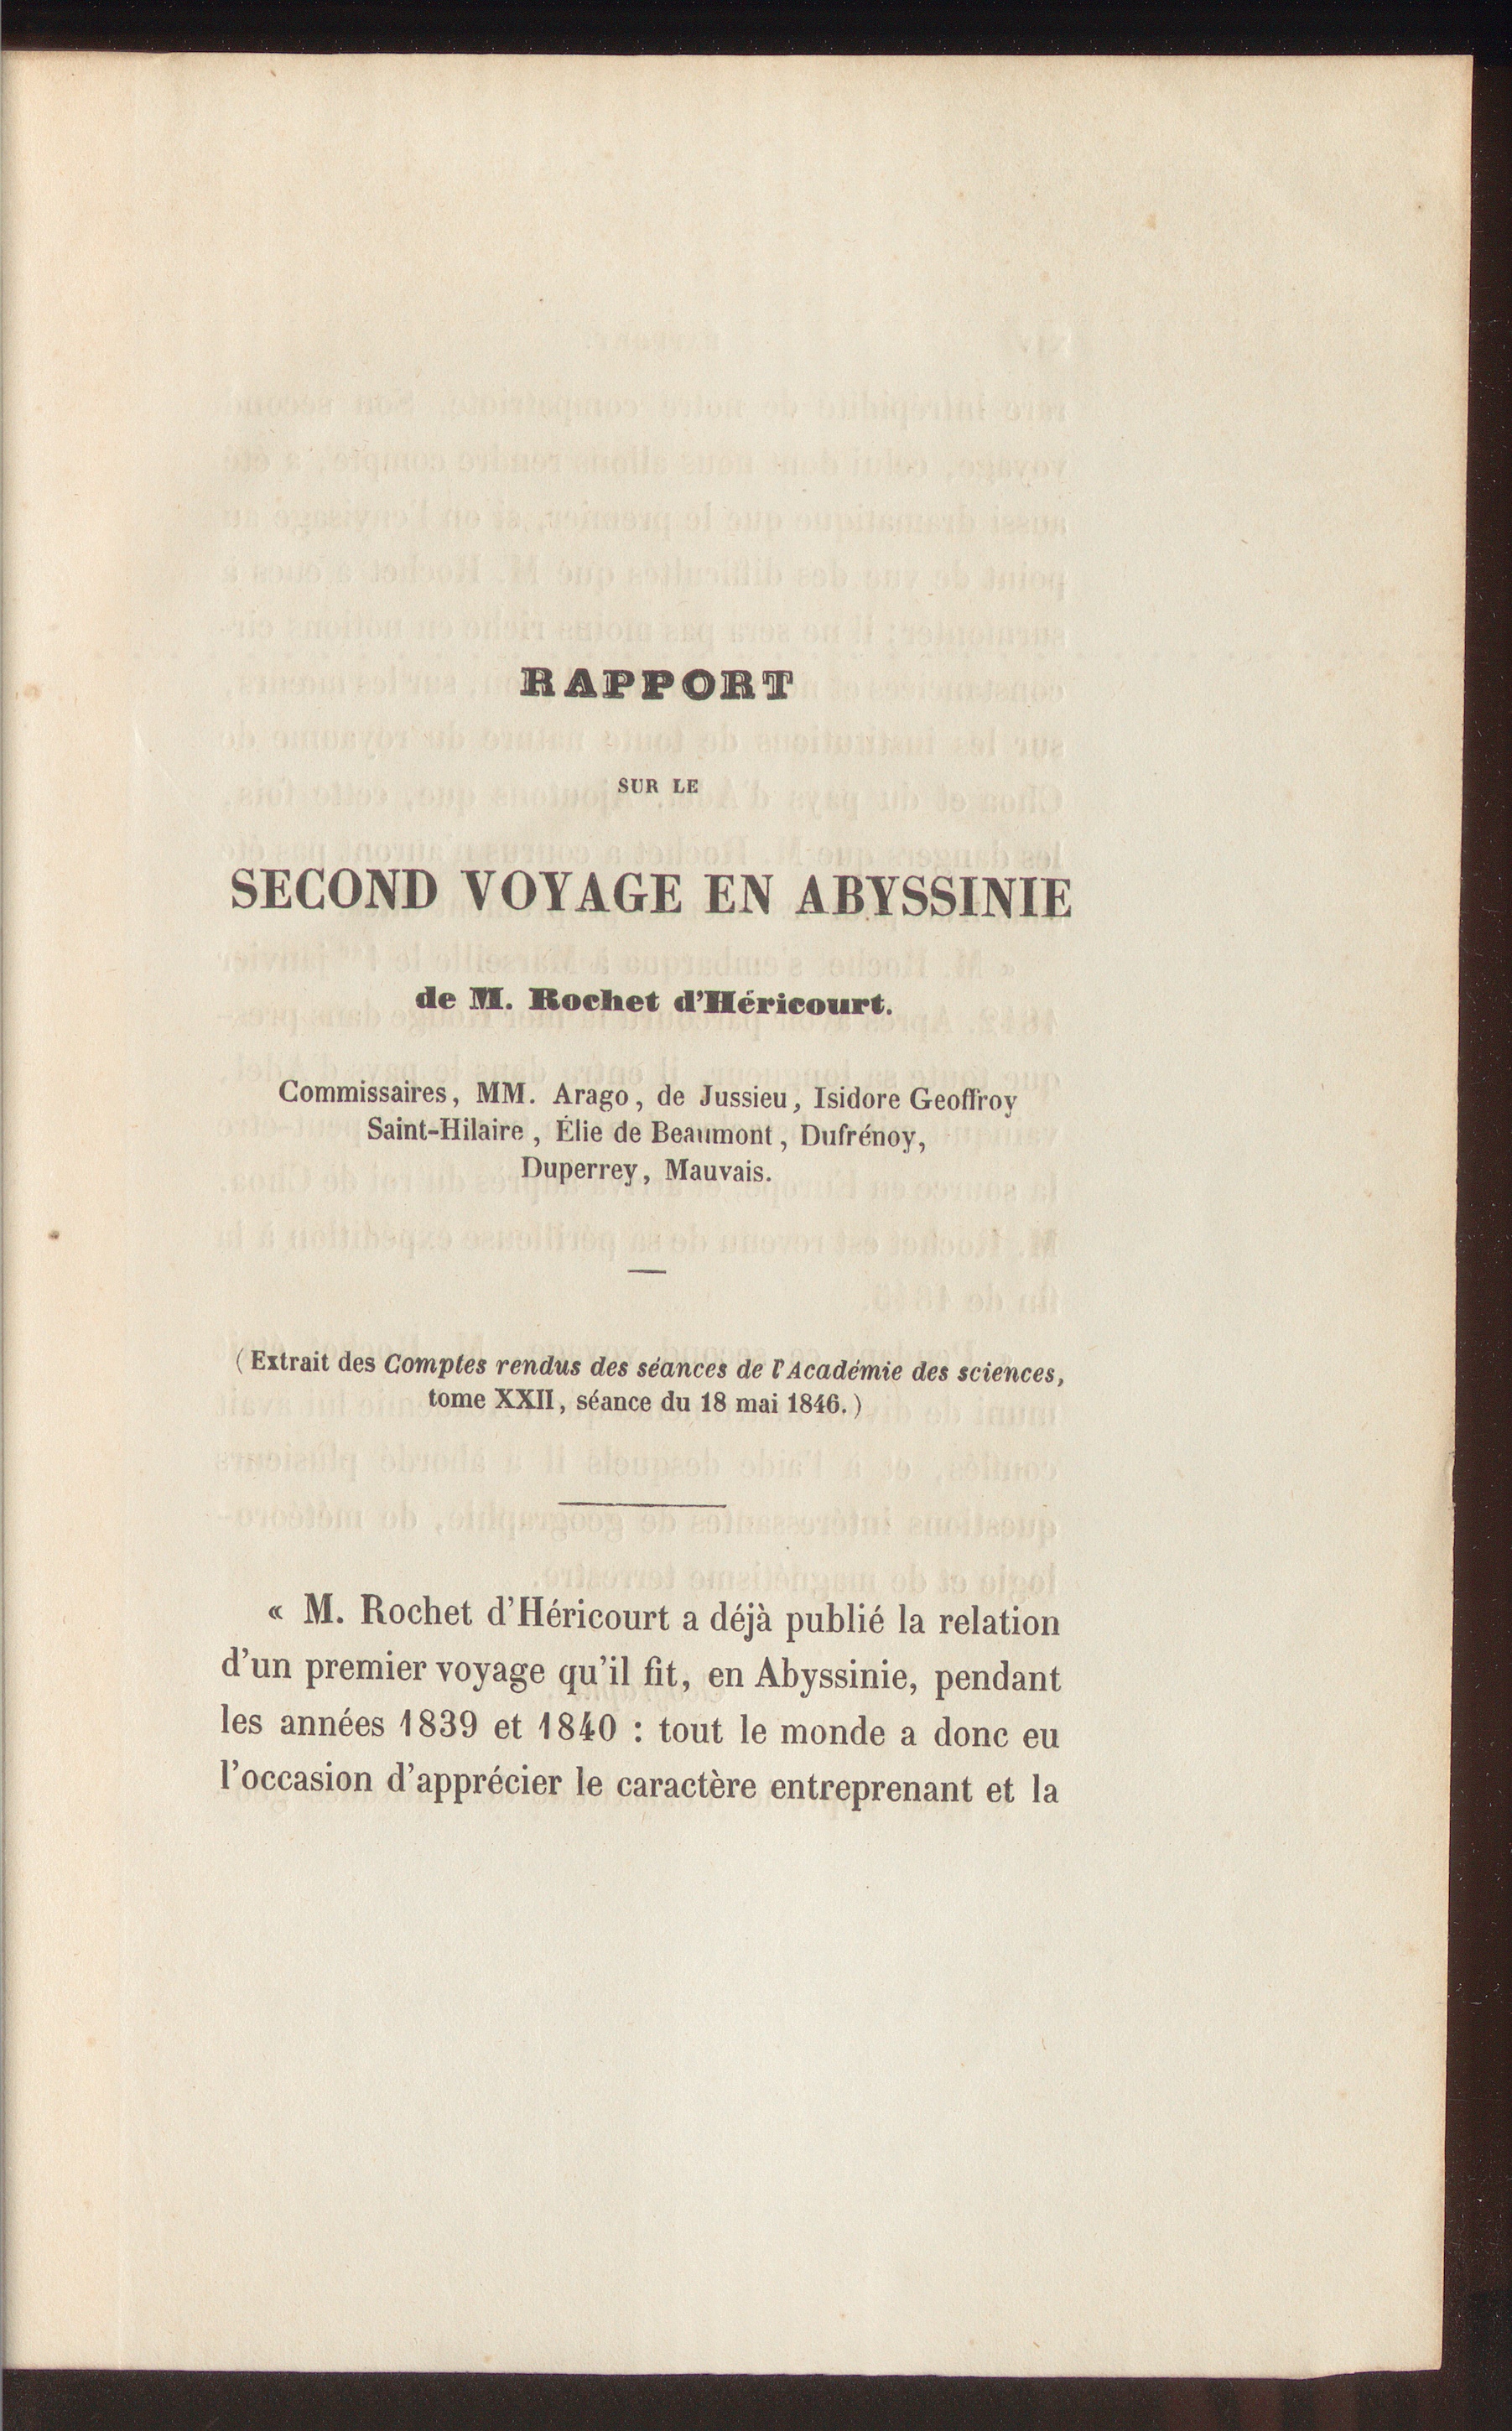 RAPPORT
SUR LE
SECOND VOYAGE EN ABYSSINIE
de M. Rochet d'Héricourt.
Commissaires, MM. Arago, de Jussieu, Isidore Geoffroy
Saint-Hilaire, Élie de Beaumont, Dufrénoy,
Duperrey, Mauvais.
(Extrait des Comptes rendus des séances de l'Académie des sciences,
tome XXII, séance du 18 mai 1846.)
« M. Rochet d'Héricourt a déjà publié la relation
d'un premier voyage qu'il fit, en Abyssinie, pendant
les années 1839 et 1840 : tout le monde a donc eu
l'occasion d'apprécier le caractère entreprenant et la